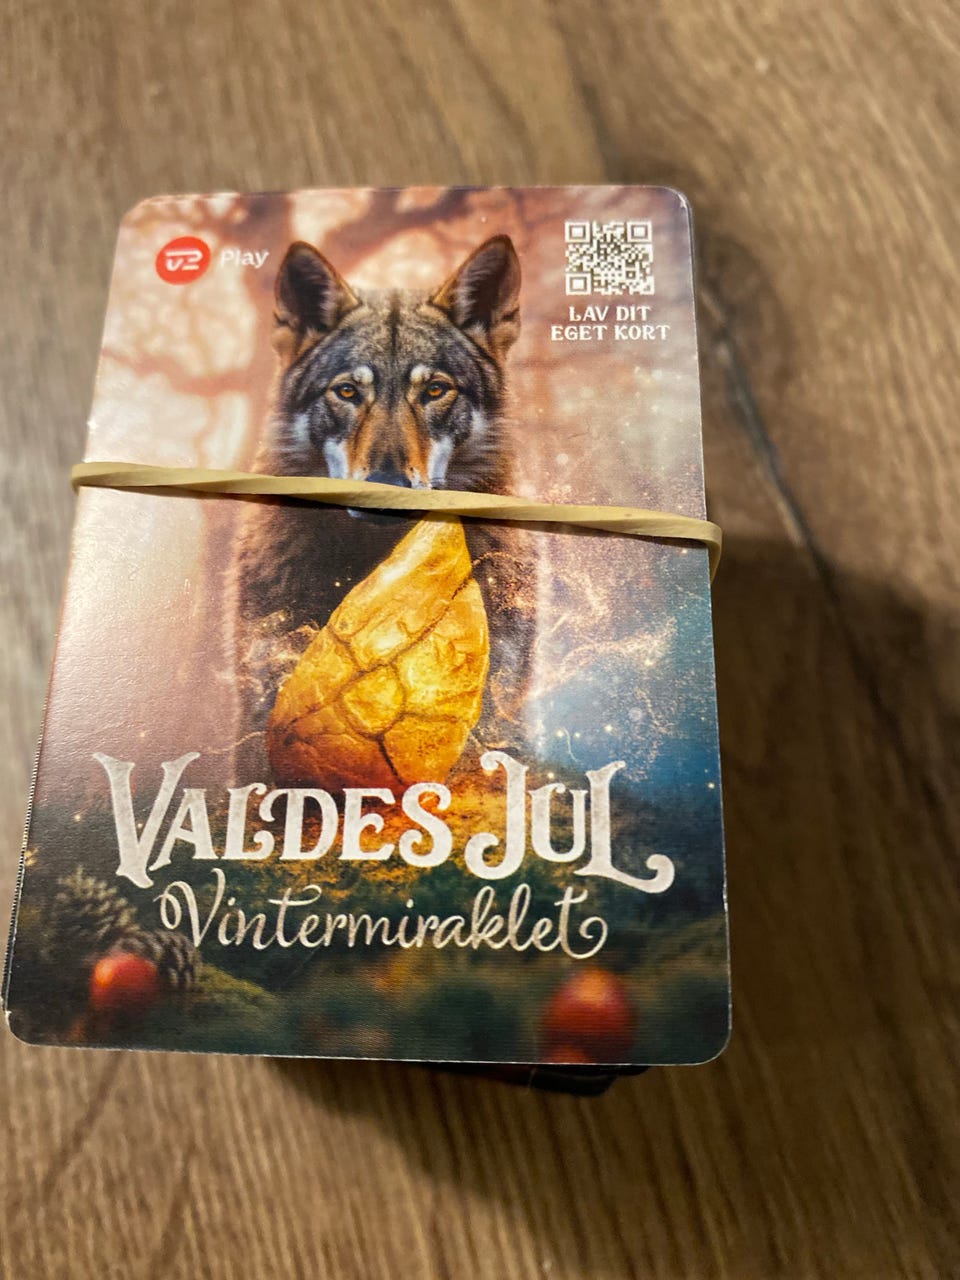 TV2 Play
LAV DIT
EGET KORT
VALDES JUL
Vintermiraklet